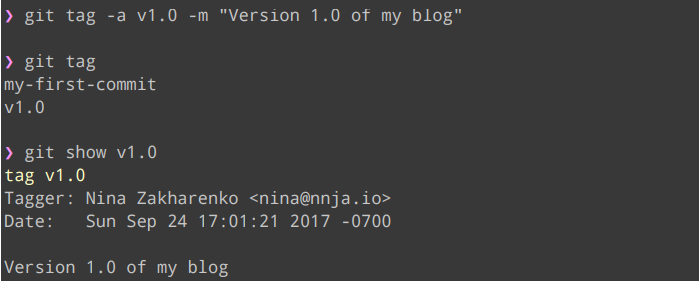 ❯ git tag -a v1.0 -m "Version 1.0 of my blog"
❯ git tag
my-first-commit
v1.0
❯ git show v1.0
tag v1.0
Tagger: Nina Zakharenko <nina@nnja.io>
Date:   Sun Sep 24 17:01:21 2017 -0700
Version 1.0 of my blog